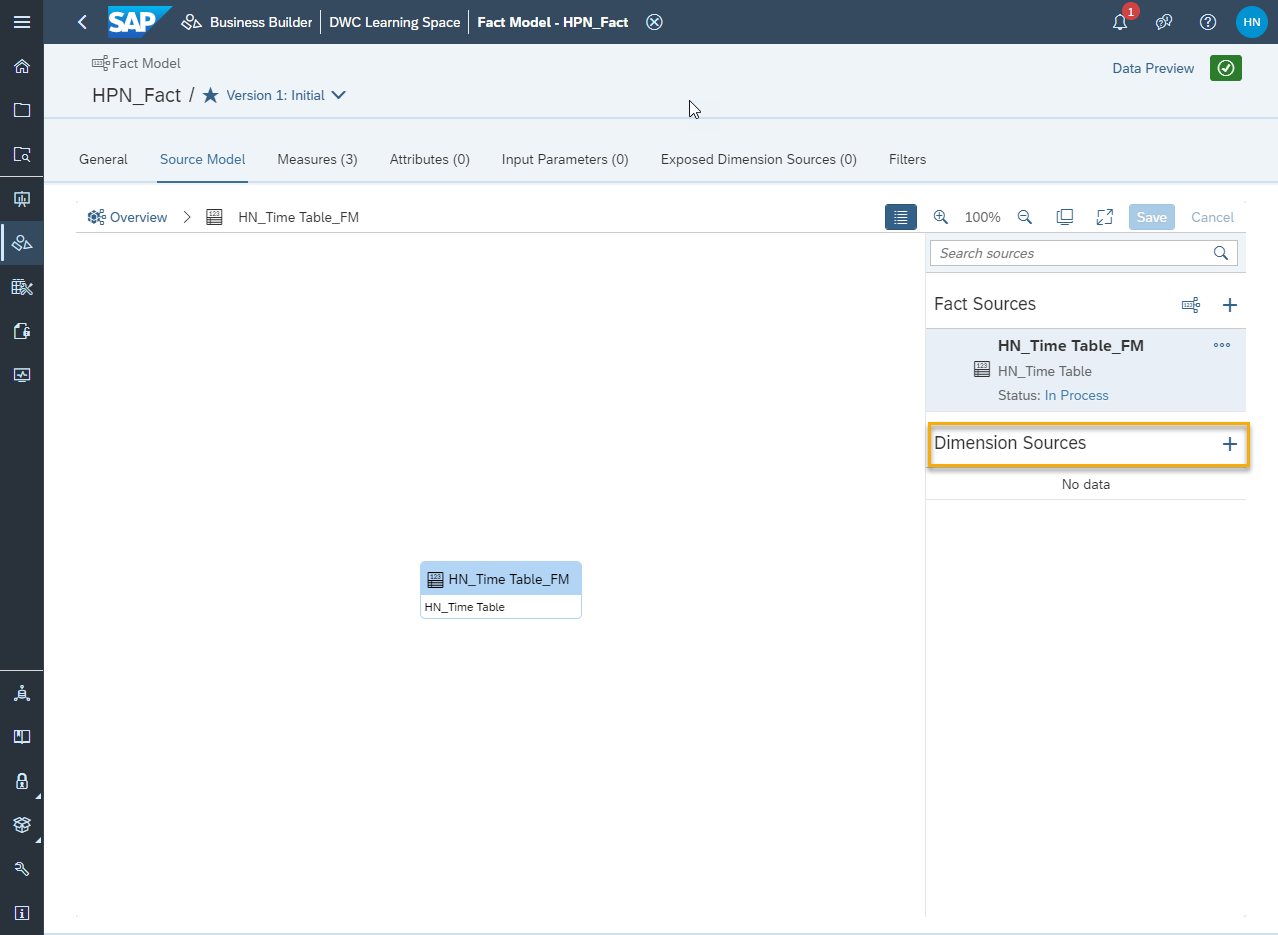 SAP Business Builder DWC Learning Space Fact Model - HPN_Fact 1 HN
Fact Model
Data Preview
HPN_Fact / Version 1: Initial
General Source Model Measures (3) Attributes (0) Input Parameters (0) Exposed Dimension Sources (0) Filters
Overview > 123 HN_Time Table_FM 100% Save Cancel
Search sources
Fact Sources
HN_Time Table_FM
123 HN_Time Table
Status: In Process
Dimension Sources
No data
123 HN_Time Table_FM
HN_Time Table